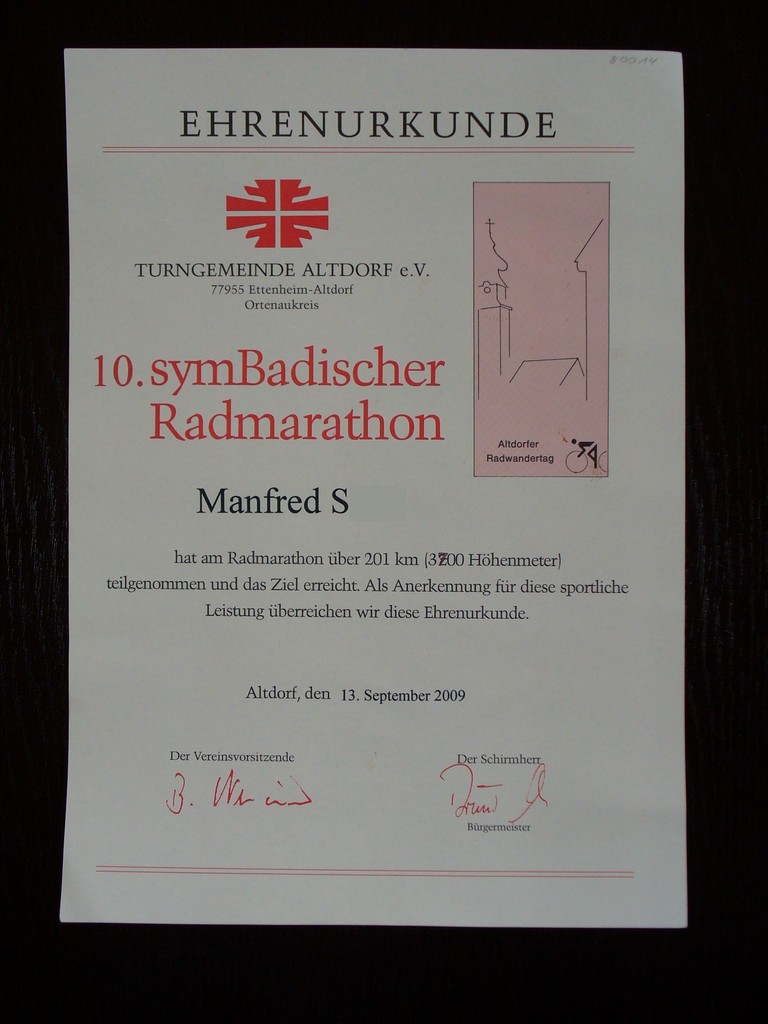 80014
EHRENURKUNDE
TURNGEMEINDE ALTDORF e.V.
77955 Ettenheim-Altdorf
Ortenaukreis
10. symBadischer
Radmarathon
Altdorfer
Radwandertag
Manfred S
hat am Radmarathon über 201 km (3700 Höhenmeter)
teilgenommen und das Ziel erreicht. Als Anerkennung für diese sportliche
Leistung überreichen wir diese Ehrenurkunde.
Altdorf, den 13. September 2009
Der Vereinsvorsitzende
Der Schirmherr
B.
Bürgermeister